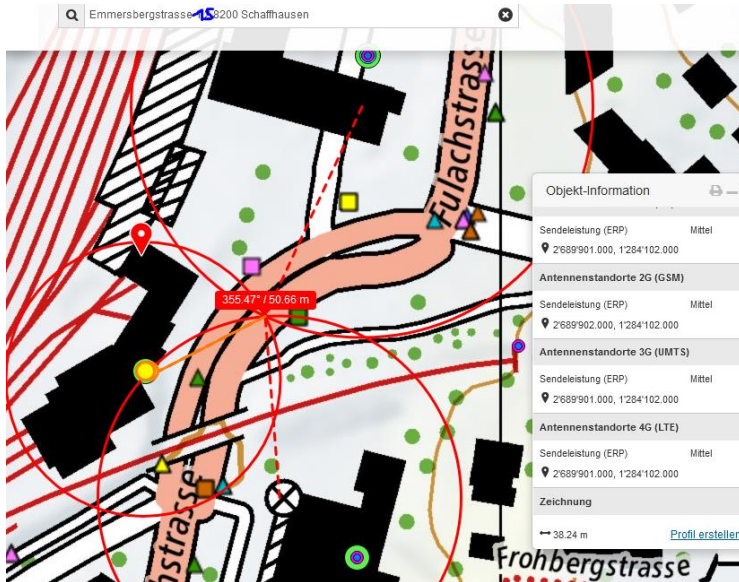 Emmersbergstrasse 15 8200 Schaffhausen
Fulachstrasse
Objekt-Information
Sendeleistung (ERP) Mittel
2'689'901.000, 1'284'102.000
Antennenstandorte 2G (GSM)
Sendeleistung (ERP) Mittel
2'689'902.000, 1'284'102.000
355.47° / 50.66 m
Antennenstandorte 3G (UMTS)
Sendeleistung (ERP) Mittel
2'689'901.000, 1'284'102.000
Antennenstandorte 4G (LTE)
Sendeleistung (ERP) Mittel
2'689'901.000, 1'284'102.000
Zeichnung
38.24 m Profil erstellen
hstrasse
Frohbergstrasse